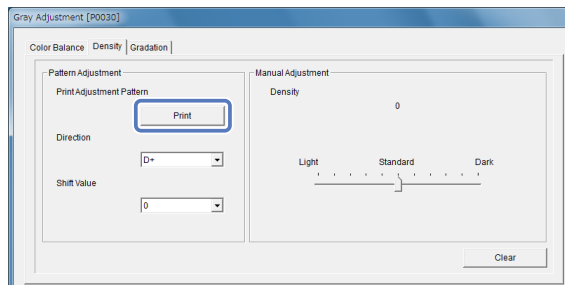 Gray Adjustment [P0030]
Color Balance Density Gradation
Pattern Adjustment
Print Adjustment Pattern
Print
Direction
D+
Shift Value
0
Manual Adjustment
Density
0
Light Standard Dark
Clear